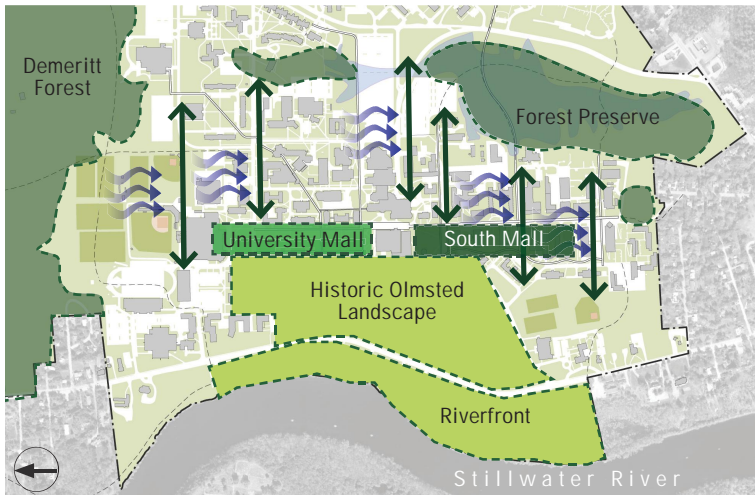 Demeritt
Forest
Forest Preserve
University Mall
South Mall
Historic Olmsted
Landscape
Riverfront
Stillwater River